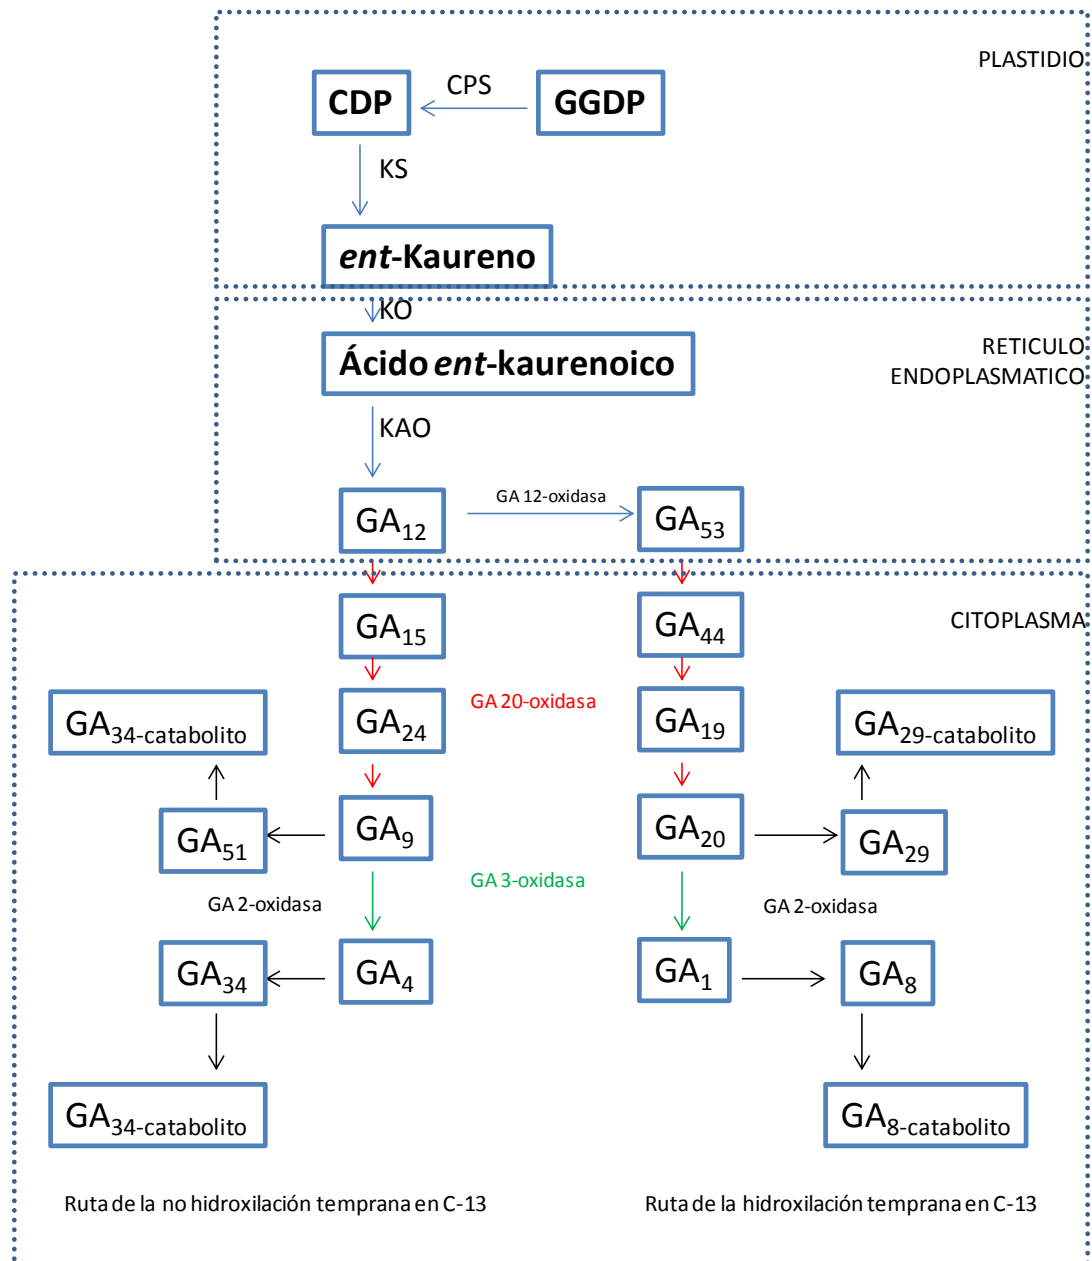 PLASTIDIO
CPS
CDP
GGDP
KS
ent-Kaureno
KO
Ácido ent-kaurenoico
RETICULO
ENDOPLASMATICO
KAO
GA 12-oxidasa
GA12
GA53
GA15
GA44
CITOPLASMA
GA34-catabolito
GA24
GA 20-oxidasa
GA19
GA29-catabolito
GA51
GA9
GA20
GA29
GA 3-oxidasa
GA 2-oxidasa
GA 2-oxidasa
GA34
GA4
GA1
GA8
GA34-catabolito
GA8-catabolito
Ruta de la no hidroxilación temprana en C-13
Ruta de la hidroxilación temprana en C-13